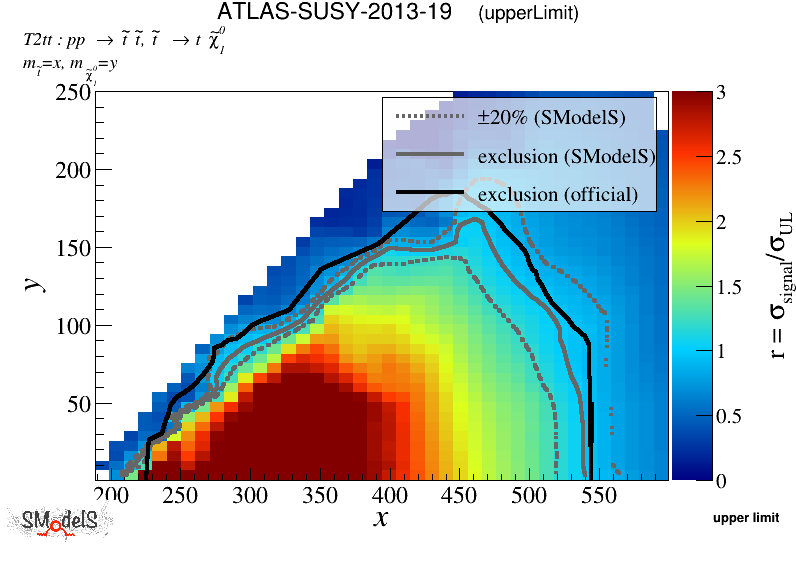 ATLAS-SUSY-2013-19 (upperLimit)
T2tt : pp → t̃ t̃, t̃ → t χ̃₁⁰
m_t̃=x, m_χ̃₁⁰=y
±20% (SModelS)
exclusion (SModelS)
exclusion (official)
250
200
150
100
50
y
200 250 300 350 400 450 500 550
x
3
2.5
2
1.5
1
0.5
0
r = σ_signal/σ_UL
SModelS
upper limit